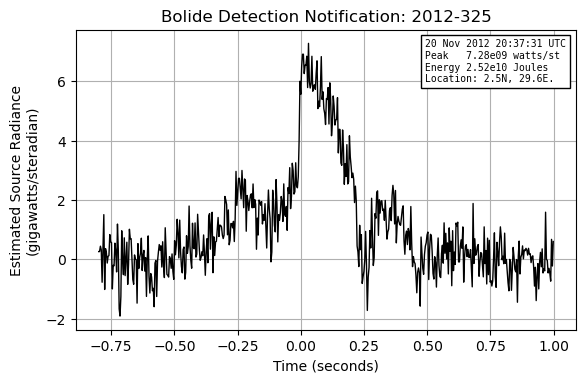 Bolide Detection Notification: 2012-325
20 Nov 2012 20:37:31 UTC
Peak   7.28e09 watts/st
Energy 2.52e10 Joules
Location: 2.5N, 29.6E.
Estimated Source Radiance
(gigawatts/steradian)
6
4
2
0
−2
−0.75 −0.50 −0.25 0.00 0.25 0.50 0.75 1.00
Time (seconds)